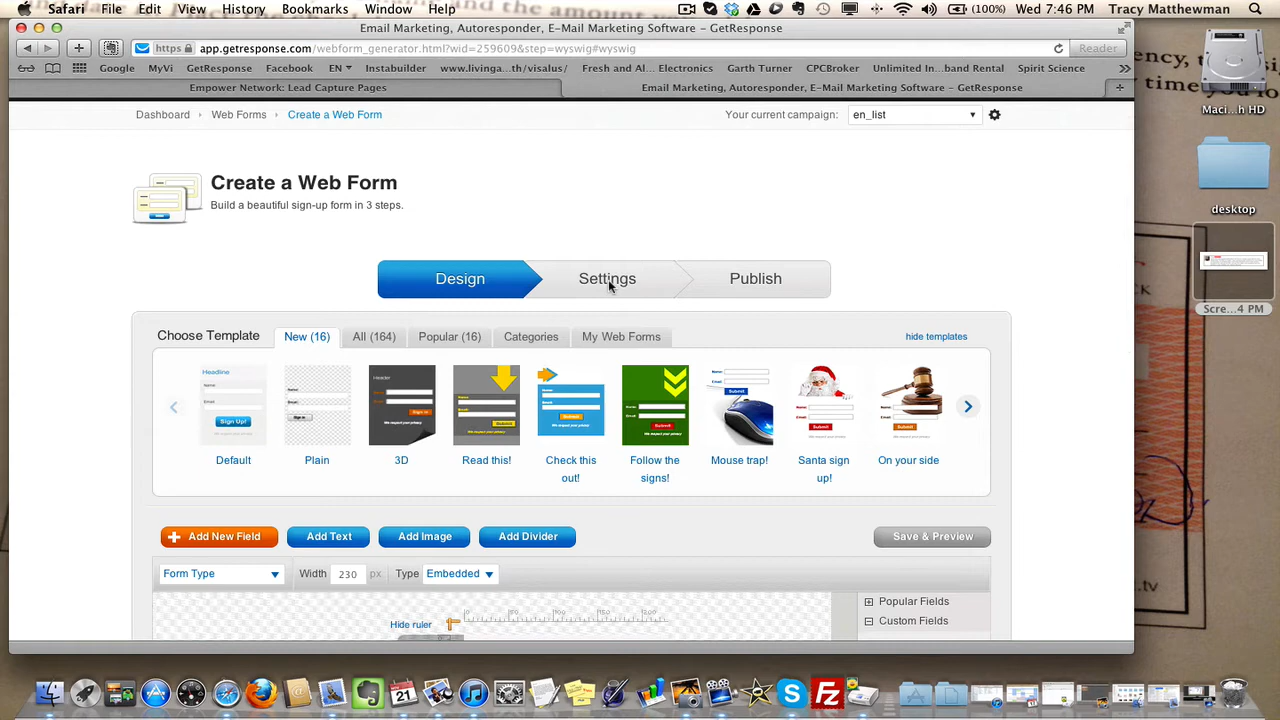 Safari File Edit View History Bookmarks Window Help (100%) Wed 7:46 PM Tracy Matthewman
Email Marketing, Autoresponder, E-Mail Marketing Software – GetResponse
https app.getresponse.com/webform_generator.html?wid=259609&step=wyswig#wyswig Reader
Google MyVi GetResponse Facebook EN Instabuilder www.livinga...th/visalus/ Fresh and Al... Electronics Garth Turner CPCBroker Unlimited In...band Rental Spirit Science
Empower Network: Lead Capture Pages Email Marketing, Autoresponder, E-Mail Marketing Software – GetResponse
Dashboard Web Forms Create a Web Form Your current campaign: en_list
Create a Web Form
Build a beautiful sign-up form in 3 steps.
Design Settings Publish
Choose Template New (16) All (164) Popular (16) Categories My Web Forms hide templates
Default Plain 3D Read this! Check this out! Follow the signs! Mouse trap! Santa sign up! On your side
Add New Field Add Text Add Image Add Divider Save & Preview
Form Type Width 230 px Type Embedded
Hide ruler 0 50 100 150 200
Popular Fields
Custom Fields
Maci...h HD
desktop
Scre...4 PM